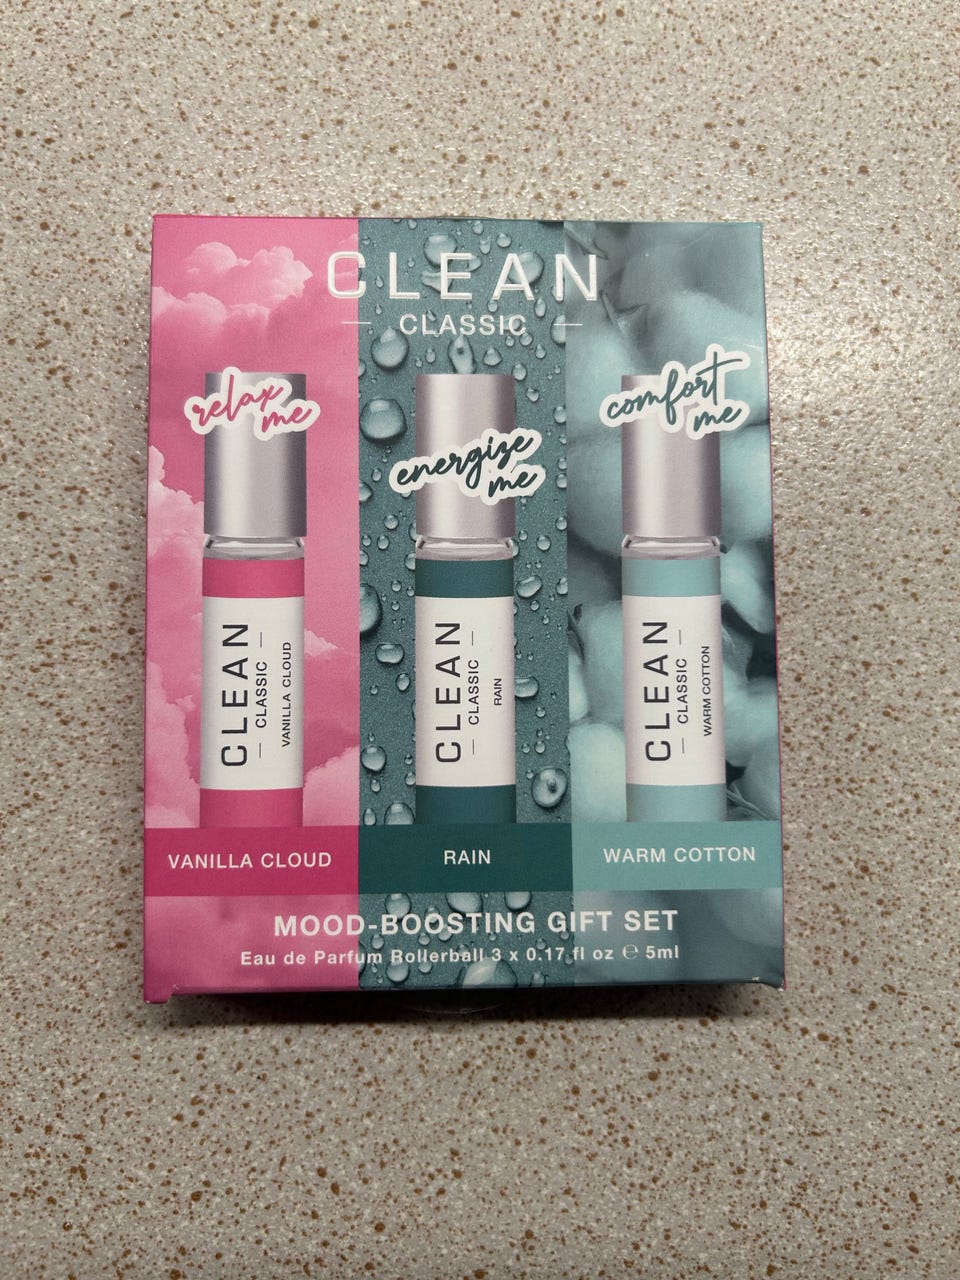 CLEAN
CLASSIC
relax
me
energize
me
comfort
me
CLEAN
CLASSIC
VANILLA CLOUD
CLEAN
CLASSIC
RAIN
CLEAN
CLASSIC
WARM COTTON
VANILLA CLOUD
RAIN
WARM COTTON
MOOD-BOOSTING GIFT SET
Eau de Parfum Rollerball 3 x 0.17 fl oz ℮ 5ml